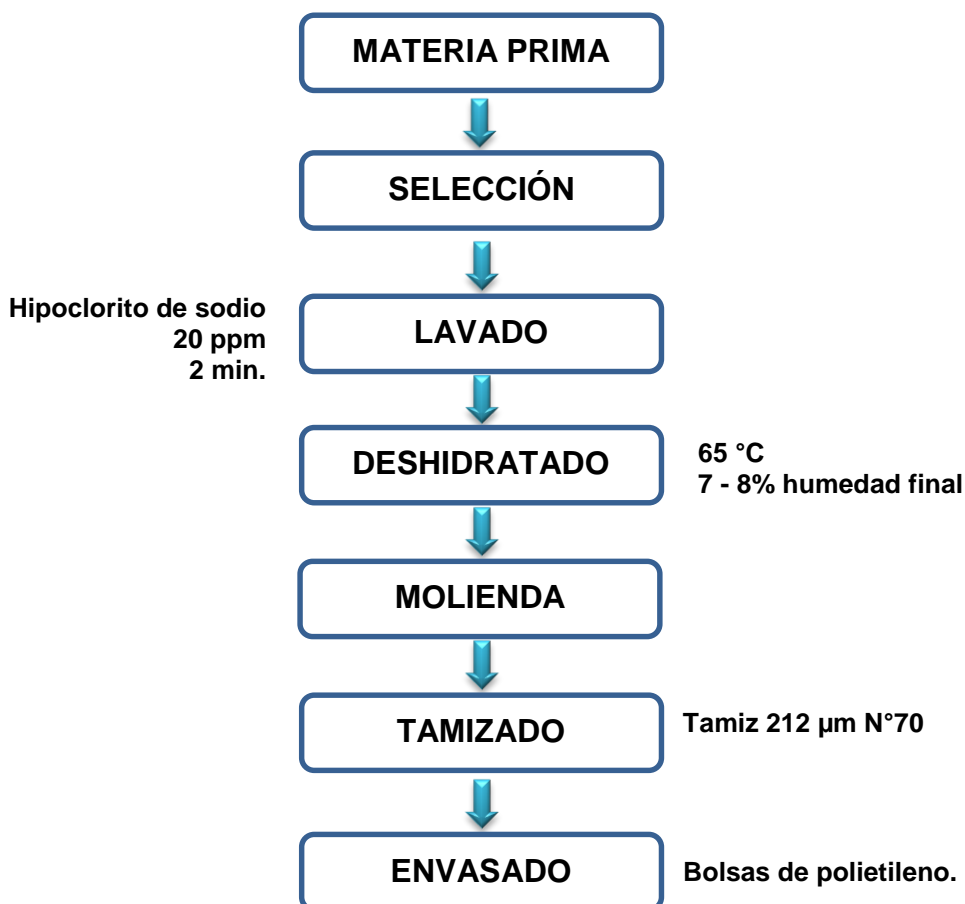 MATERIA PRIMA
SELECCIÓN
Hipoclorito de sodio
20 ppm
2 min.
LAVADO
DESHIDRATADO
65 °C
7 - 8% humedad final
MOLIENDA
TAMIZADO
Tamiz 212 µm N°70
ENVASADO
Bolsas de polietileno.